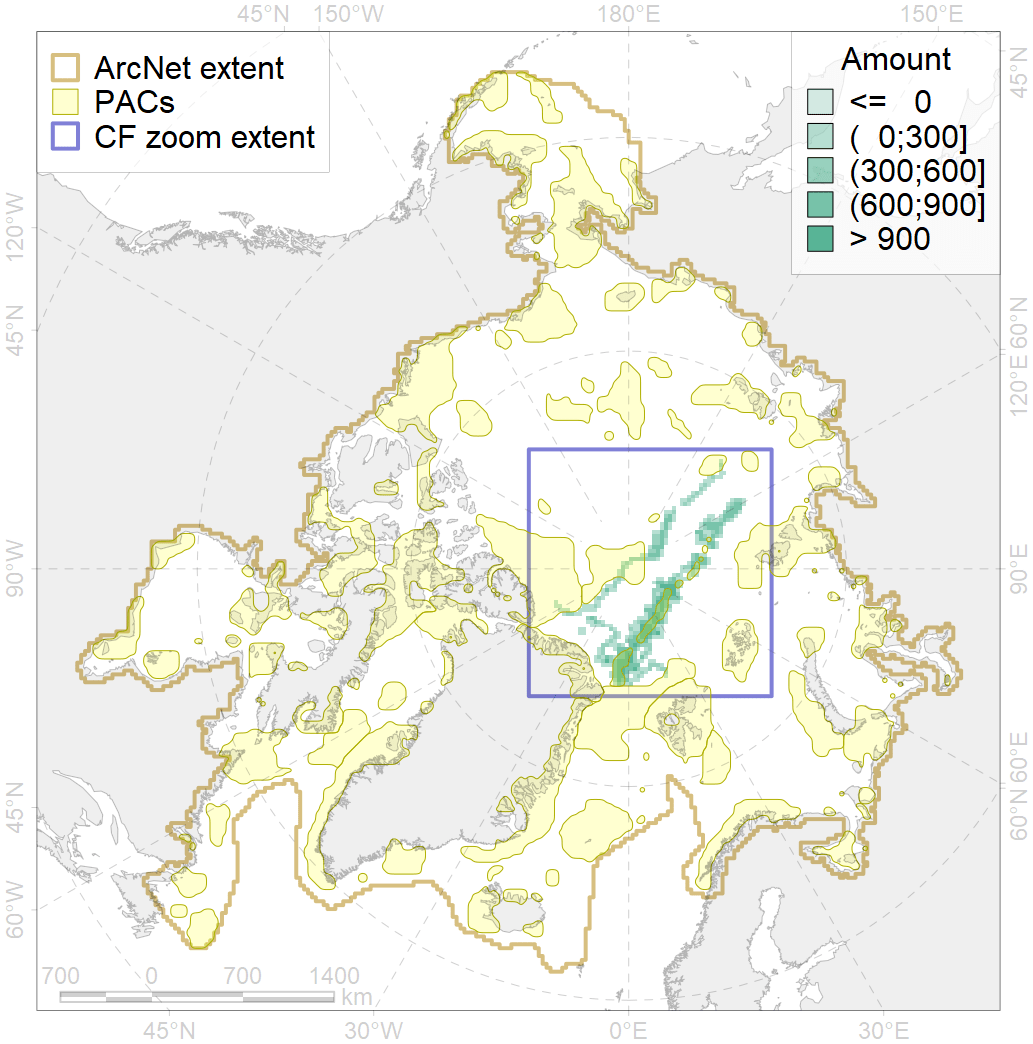 45°N 150°W 180°E 150°E
ArcNet extent
PACs
CF zoom extent
Amount
<= 0
( 0;300]
(300;600]
(600;900]
> 900
45°N
120°W
45°N
60°N
120°E
90°W
90°E
45°N
60°E
60°N
60°W
700 0 700 1400
km
45°N 30°W 0°E 30°E